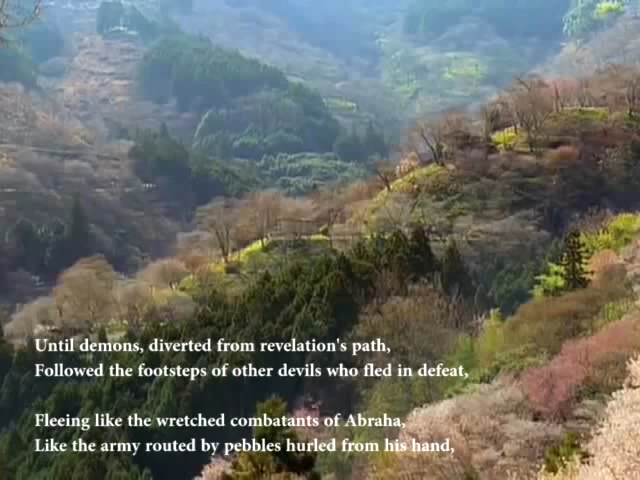 Until demons, diverted from revelation's path,
Followed the footsteps of other devils who fled in defeat,
Fleeing like the wretched combatants of Abraha,
Like the army routed by pebbles hurled from his hand,